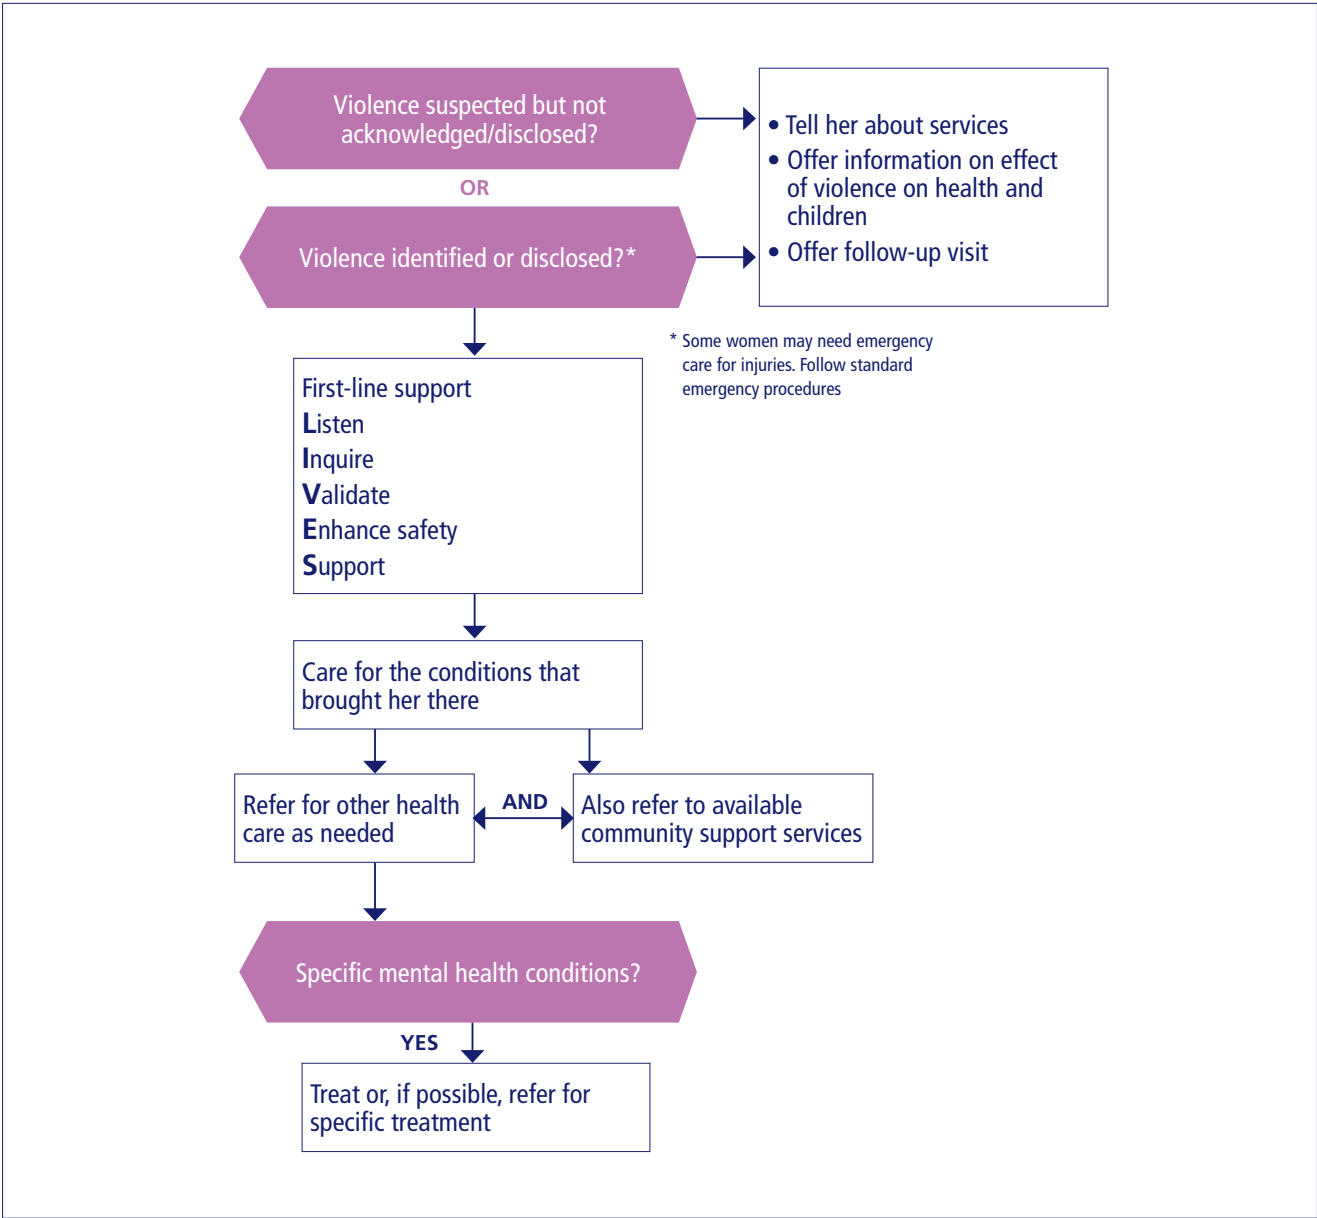 Violence suspected but not
acknowledged/disclosed?
• Tell her about services
• Offer information on effect
of violence on health and
children
• Offer follow-up visit
OR
Violence identified or disclosed?*
* Some women may need emergency
care for injuries. Follow standard
emergency procedures
First-line support
Listen
Inquire
Validate
Enhance safety
Support
Care for the conditions that
brought her there
Refer for other health
care as needed
AND
Also refer to available
community support services
Specific mental health conditions?
YES
Treat or, if possible, refer for
specific treatment